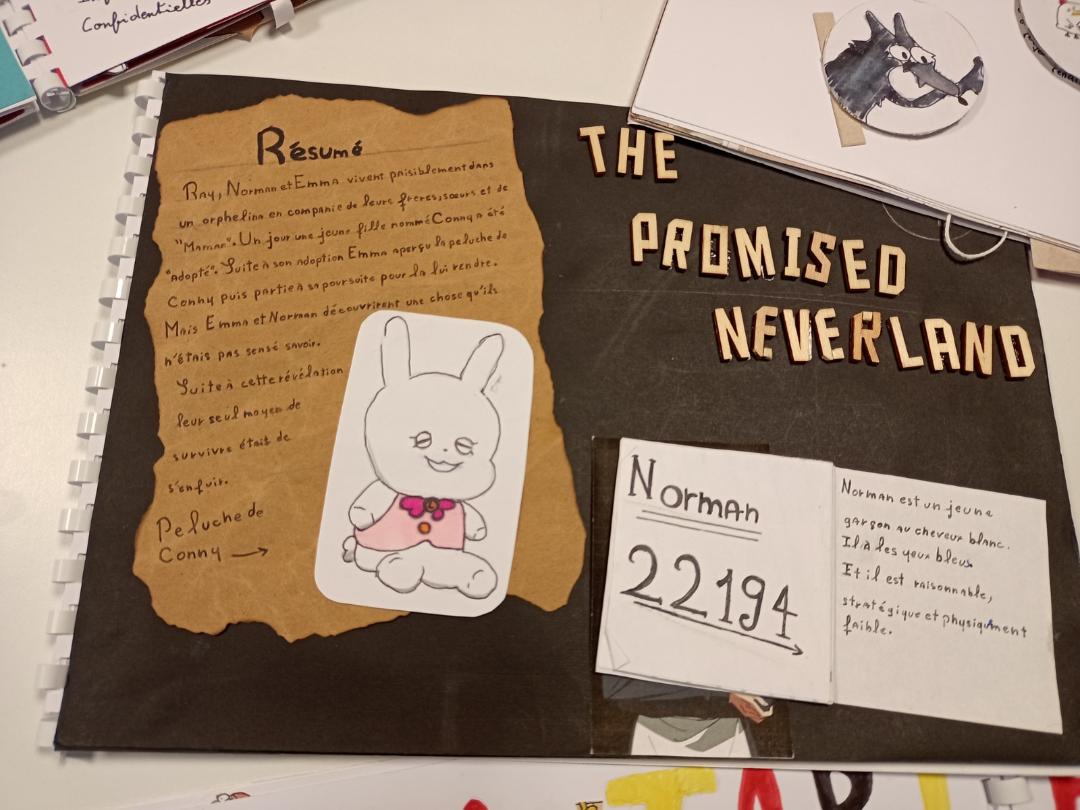 Confidentielles
Résumé
Ray, Norman et Emma vivent paisiblement dans
un orphelina en companie de leurs freres, sœurs et de
"Maman". Un jour une jeune fille nommé Conny a été
"Adopté". Suite à son adoption Emma aperçu la peluche de
Conny puis partie à sa poursuite pour la lui rendre.
Mais Emma et Norman découvrirent une chose qu'ils
n'étais pas sensé savoir.
Suite à cette révélation
leur seul moyen de
survivre était de
s'enfuir.
Peluche de
Conny
THE
PROMISED
NEVERLAND
Norman
22194
Norman est un jeune
garçon au cheveux blanc.
Il à les yeux bleus
Et il est raisonnable,
stratégique et physiquement
faible.